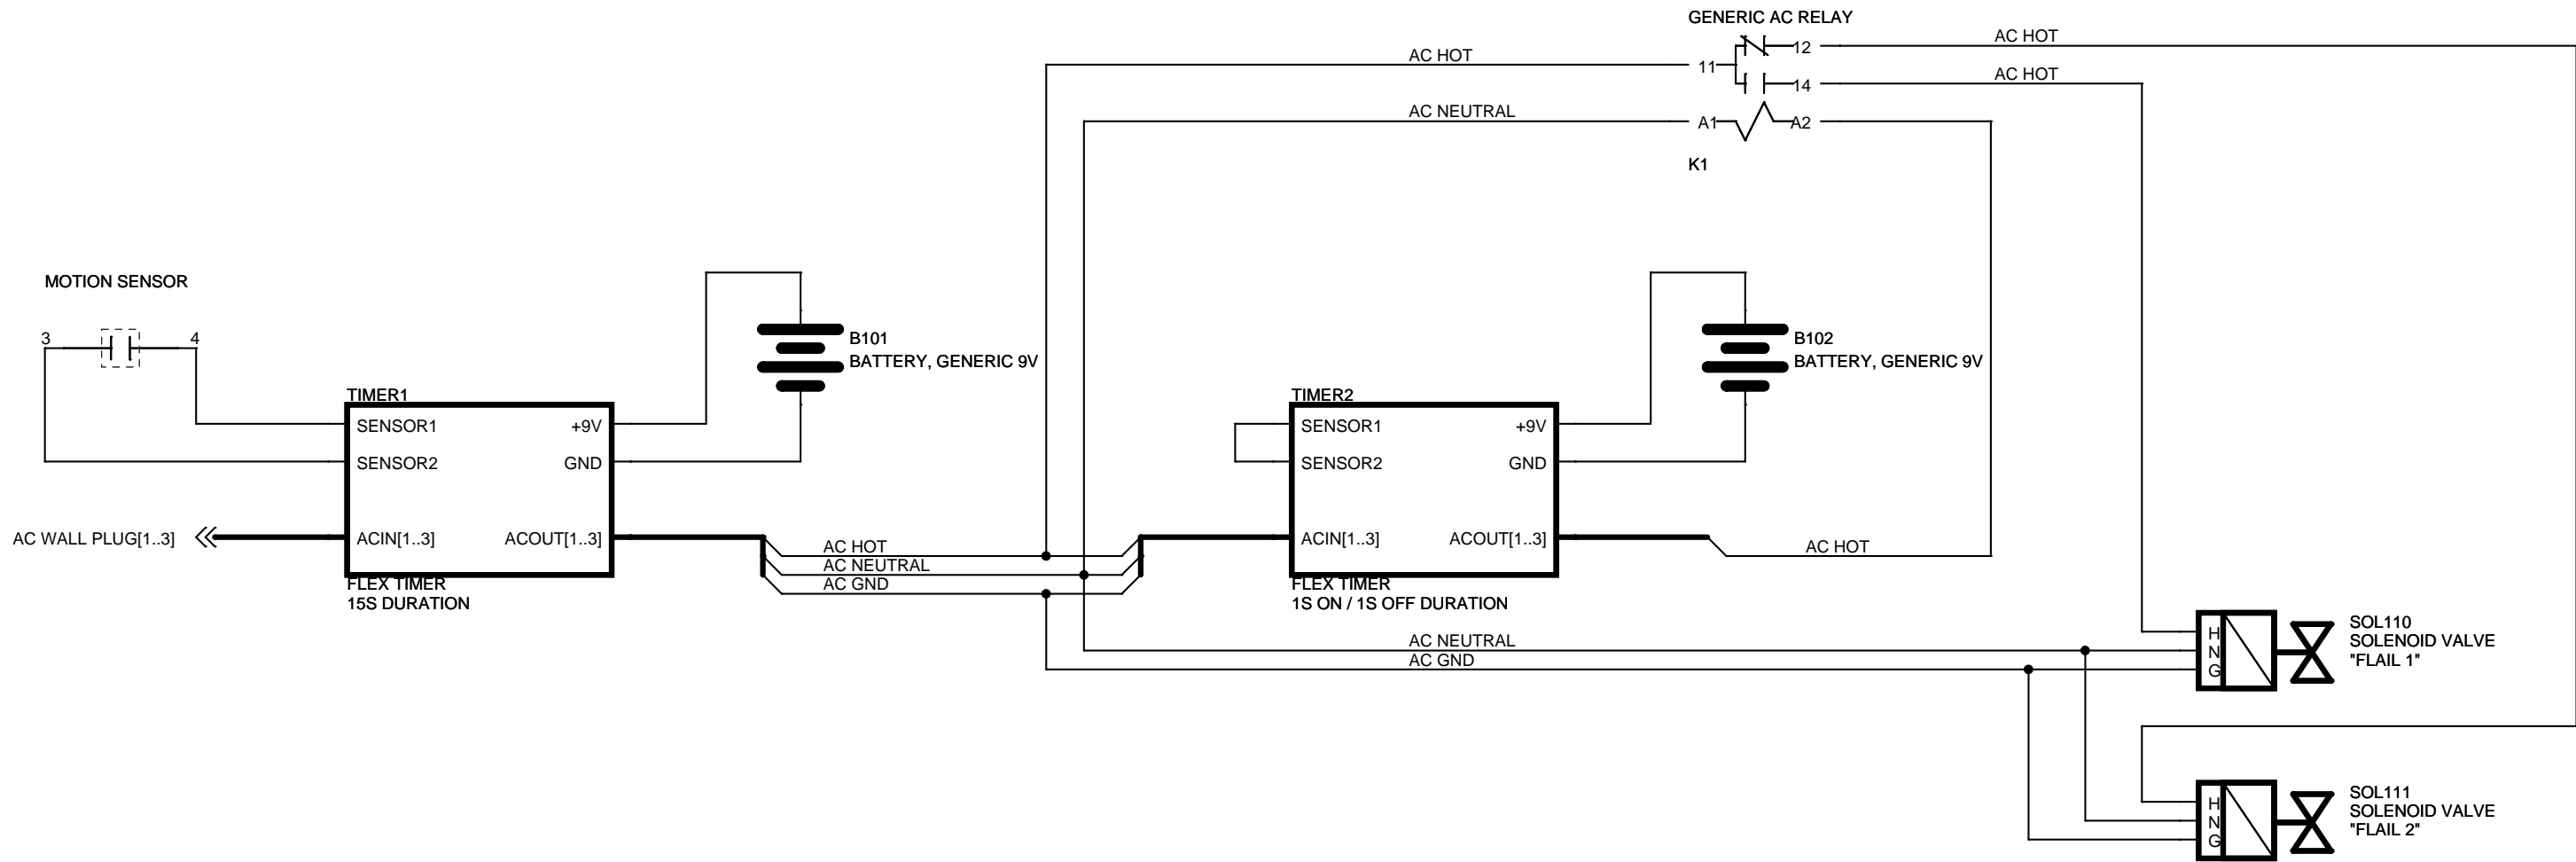 GENERIC AC RELAY
AC HOT
11
12
AC HOT
14
AC HOT
AC NEUTRAL
A1
A2
K1
MOTION SENSOR
3
4
B101
BATTERY, GENERIC 9V
TIMER1
SENSOR1
+9V
SENSOR2
GND
AC WALL PLUG[1..3]
ACIN[1..3]
ACOUT[1..3]
FLEX TIMER
15S DURATION
AC HOT
AC NEUTRAL
AC GND
B102
BATTERY, GENERIC 9V
TIMER2
SENSOR1
+9V
SENSOR2
GND
ACIN[1..3]
ACOUT[1..3]
FLEX TIMER
1S ON / 1S OFF DURATION
AC HOT
AC NEUTRAL
AC GND
H
N
G
SOL110
SOLENOID VALVE
"FLAIL 1"
H
N
G
SOL111
SOLENOID VALVE
"FLAIL 2"